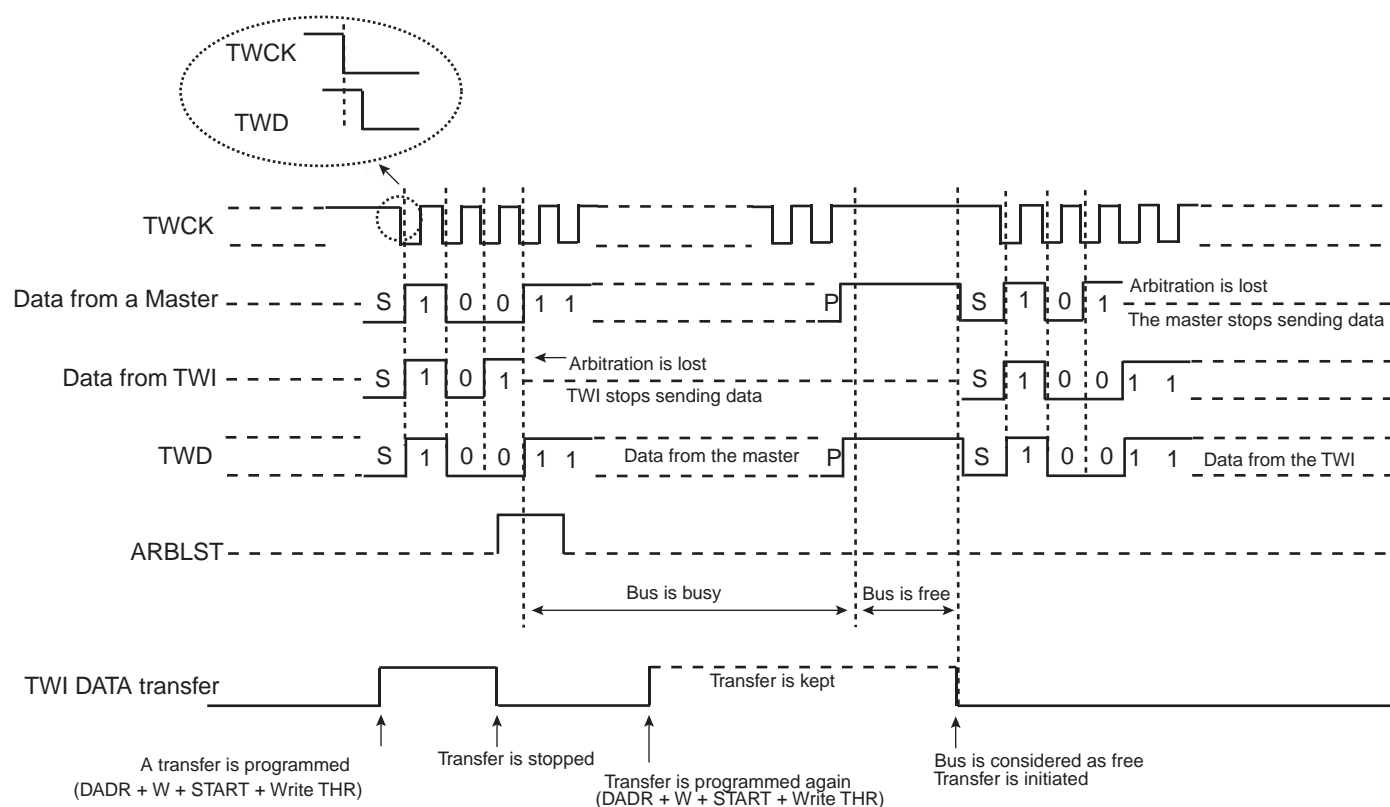 TWCK
TWD
TWCK
Data from a Master
S 1 0 0 1 1
P
S 1 0 1
Arbitration is lost
The master stops sending data
Data from TWI
S 1 0 1
Arbitration is lost
TWI stops sending data
S 1 0 0 1 1
TWD
S 1 0 0 1 1
Data from the master
P
S 1 0 0 1 1
Data from the TWI
ARBLST
Bus is busy
Bus is free
TWI DATA transfer
Transfer is kept
A transfer is programmed
(DADR + W + START + Write THR)
Transfer is stopped
Transfer is programmed again
(DADR + W + START + Write THR)
Bus is considered as free
Transfer is initiated